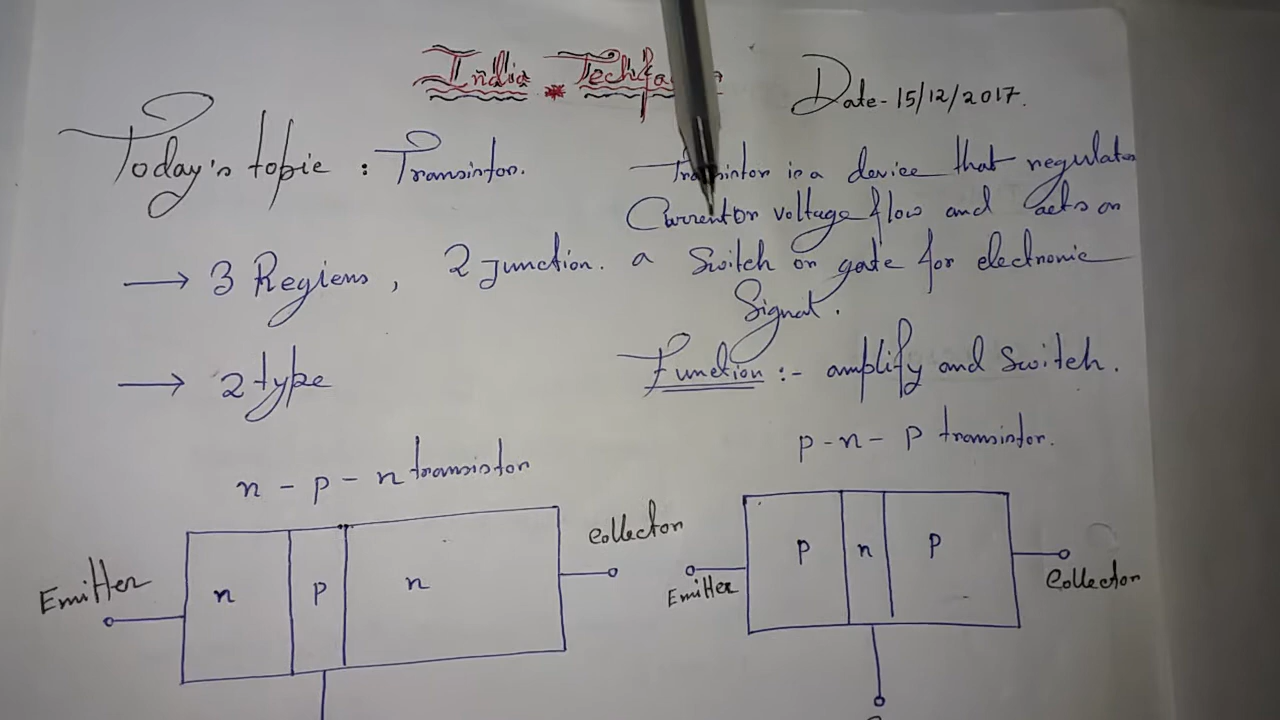 India Techfa
Date-15/12/2017.
Today's topic : Transistor.
Transistor is a device that regulates
Current or voltage flow and acts as
a Switch or gate for electronic
Signal.
→ 3 Regions, 2 junction.
→ 2 type
Function :- amplify and Switch.
n - p - n transistor
Emitter
n
p
n
Collector
p - n - p transistor.
Emitter
p
n
p
Collector